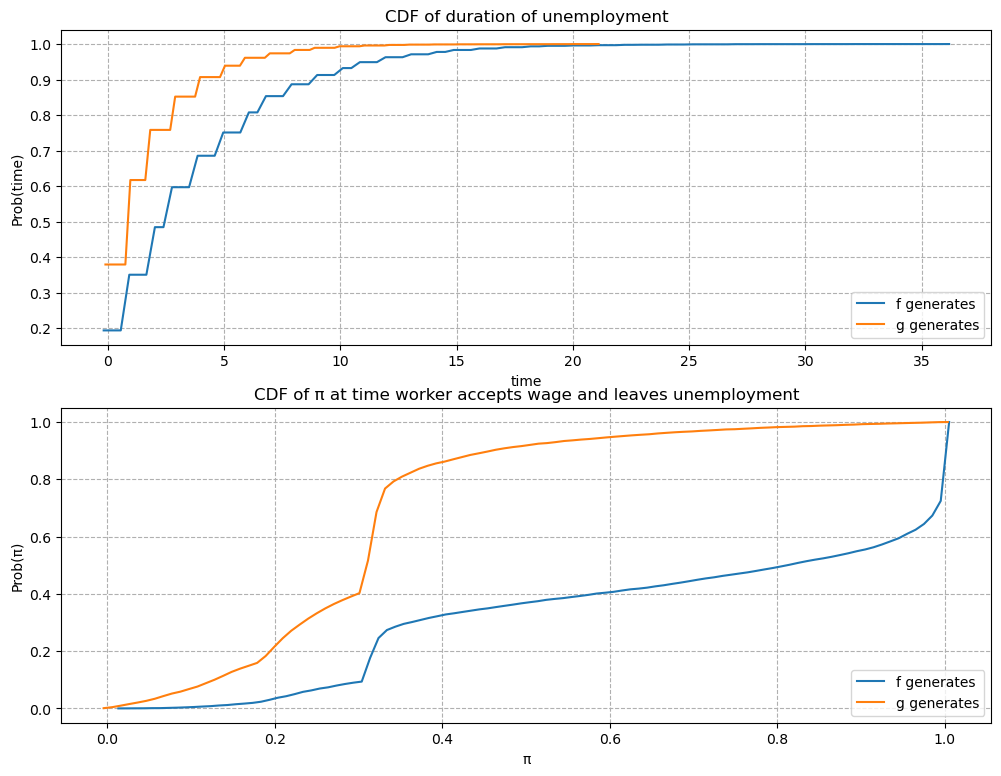 CDF of duration of unemployment
1.0
0.9
0.8
0.7
0.6
0.5
0.4
0.3
0.2
Prob(time)
f generates
g generates
0 5 10 15 20 25 30 35
time
CDF of π at time worker accepts wage and leaves unemployment
1.0
0.8
0.6
0.4
0.2
0.0
Prob(π)
f generates
g generates
0.0 0.2 0.4 0.6 0.8 1.0
π